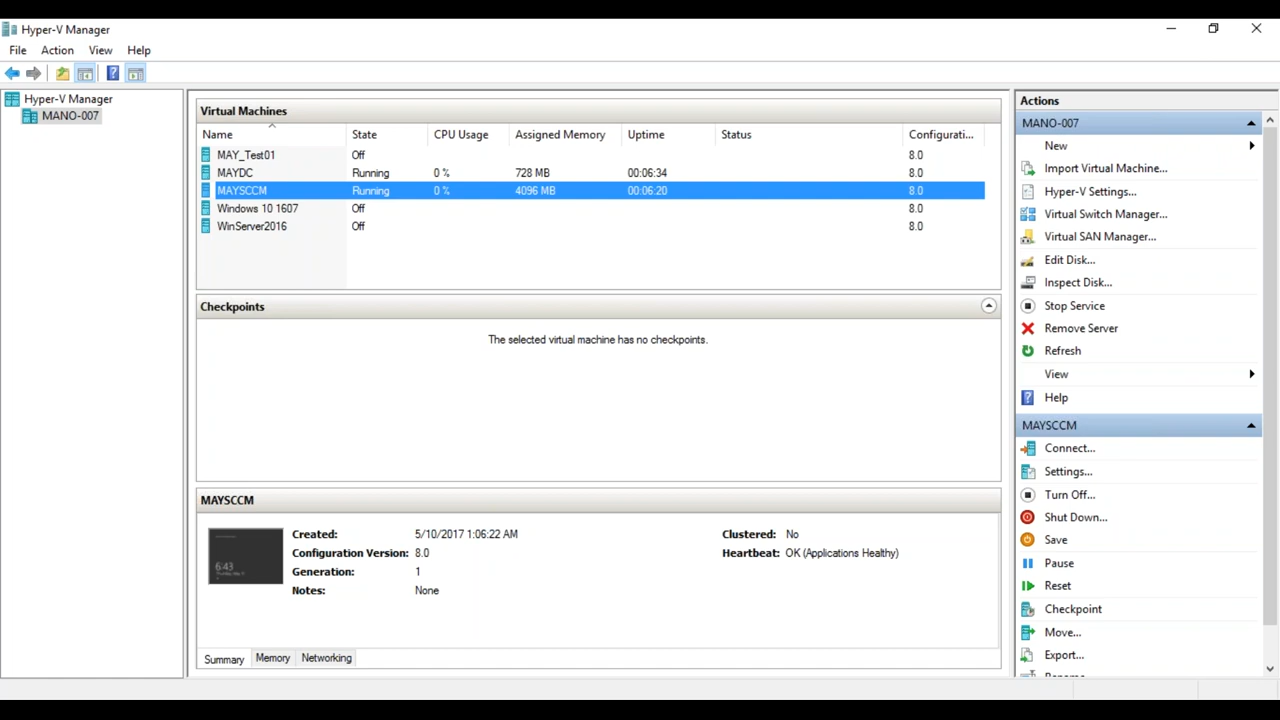 Hyper-V Manager
File Action View Help
Hyper-V Manager
MANO-007
Virtual Machines
Name State CPU Usage Assigned Memory Uptime Status Configurati...
MAY_Test01 Off 8.0
MAYDC Running 0 % 728 MB 00:06:34 8.0
MAYSCCM Running 0 % 4096 MB 00:06:20 8.0
Windows 10 1607 Off 8.0
WinServer2016 Off 8.0
Checkpoints
The selected virtual machine has no checkpoints.
MAYSCCM
6:43
Created: 5/10/2017 1:06:22 AM Clustered: No
Configuration Version: 8.0 Heartbeat: OK (Applications Healthy)
Generation: 1
Notes: None
Summary Memory Networking
Actions
MANO-007
New
Import Virtual Machine...
Hyper-V Settings...
Virtual Switch Manager...
Virtual SAN Manager...
Edit Disk...
Inspect Disk...
Stop Service
Remove Server
Refresh
View
Help
MAYSCCM
Connect...
Settings...
Turn Off...
Shut Down...
Save
Pause
Reset
Checkpoint
Move...
Export...